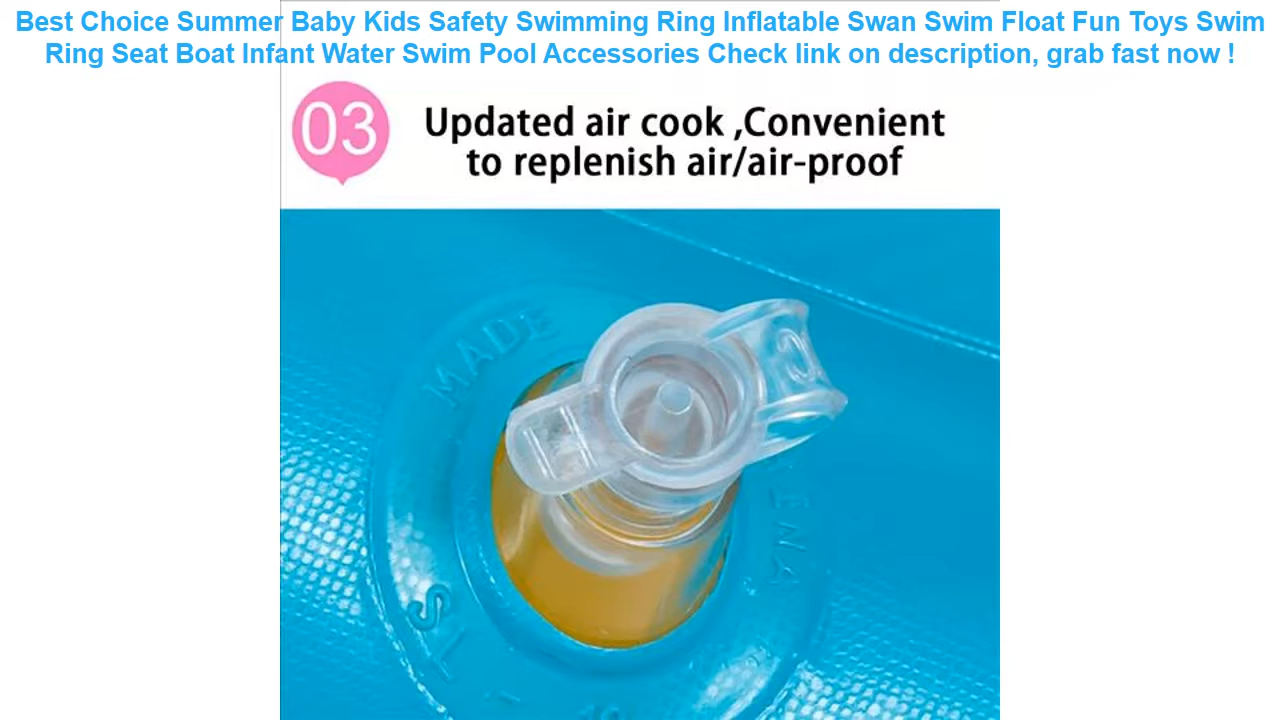 Best Choice Summer Baby Kids Safety Swimming Ring Inflatable Swan Swim Float Fun Toys Swim
Ring Seat Boat Infant Water Swim Pool Accessories Check link on description, grab fast now !
03
Updated air cook ,Convenient
to replenish air/air-proof
MADE